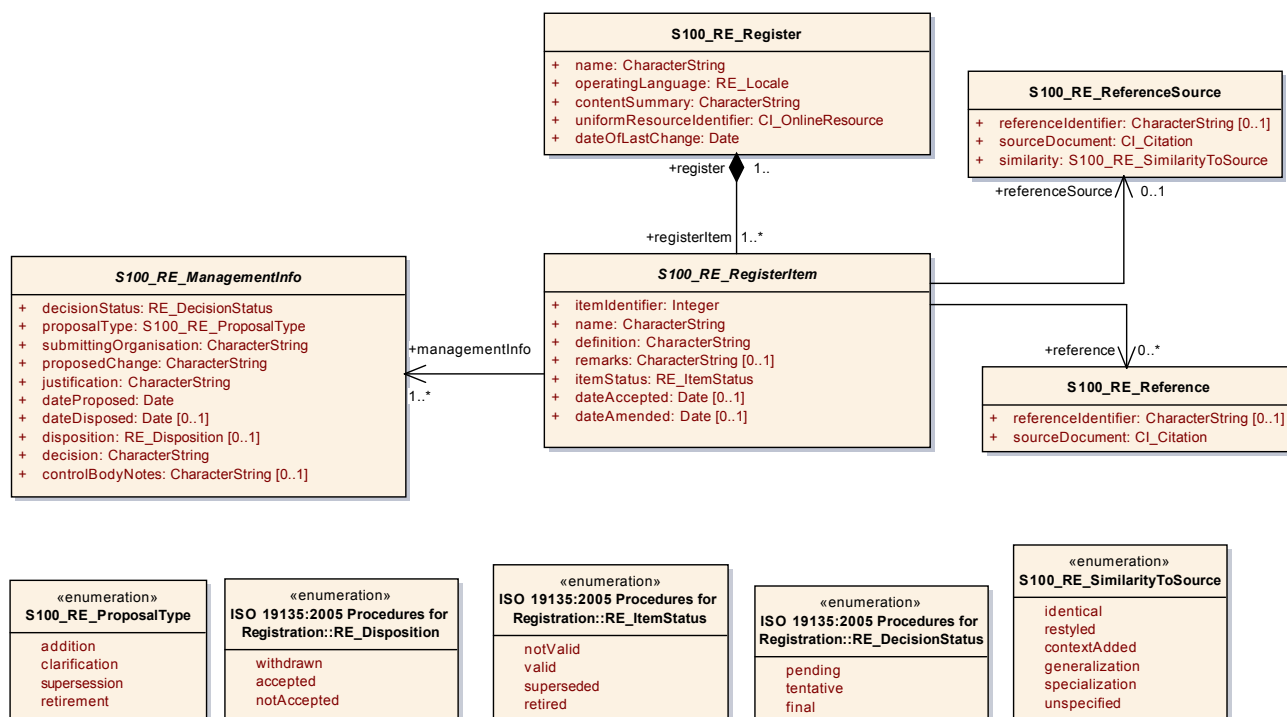 S100_RE_Register
+ name: CharacterString
+ operatingLanguage: RE_Locale
+ contentSummary: CharacterString
+ uniformResourceIdentifier: CI_OnlineResource
+ dateOfLastChange: Date
S100_RE_ReferenceSource
+ referenceIdentifier: CharacterString [0..1]
+ sourceDocument: CI_Citation
+ similarity: S100_RE_SimilarityToSource
+register 1..
+referenceSource 0..1
+registerItem 1..*
S100_RE_ManagementInfo
+ decisionStatus: RE_DecisionStatus
+ proposalType: S100_RE_ProposalType
+ submittingOrganisation: CharacterString
+ proposedChange: CharacterString
+ justification: CharacterString
+ dateProposed: Date
+ dateDisposed: Date [0..1]
+ disposition: RE_Disposition [0..1]
+ decision: CharacterString
+ controlBodyNotes: CharacterString [0..1]
+managementInfo
1..*
S100_RE_RegisterItem
+ itemIdentifier: Integer
+ name: CharacterString
+ definition: CharacterString
+ remarks: CharacterString [0..1]
+ itemStatus: RE_ItemStatus
+ dateAccepted: Date [0..1]
+ dateAmended: Date [0..1]
+reference 0..*
S100_RE_Reference
+ referenceIdentifier: CharacterString [0..1]
+ sourceDocument: CI_Citation
«enumeration»
S100_RE_ProposalType
addition
clarification
supersession
retirement
«enumeration»
ISO 19135:2005 Procedures for
Registration::RE_Disposition
withdrawn
accepted
notAccepted
«enumeration»
ISO 19135:2005 Procedures for
Registration::RE_ItemStatus
notValid
valid
superseded
retired
«enumeration»
ISO 19135:2005 Procedures for
Registration::RE_DecisionStatus
pending
tentative
final
«enumeration»
S100_RE_SimilarityToSource
identical
restyled
contextAdded
generalization
specialization
unspecified